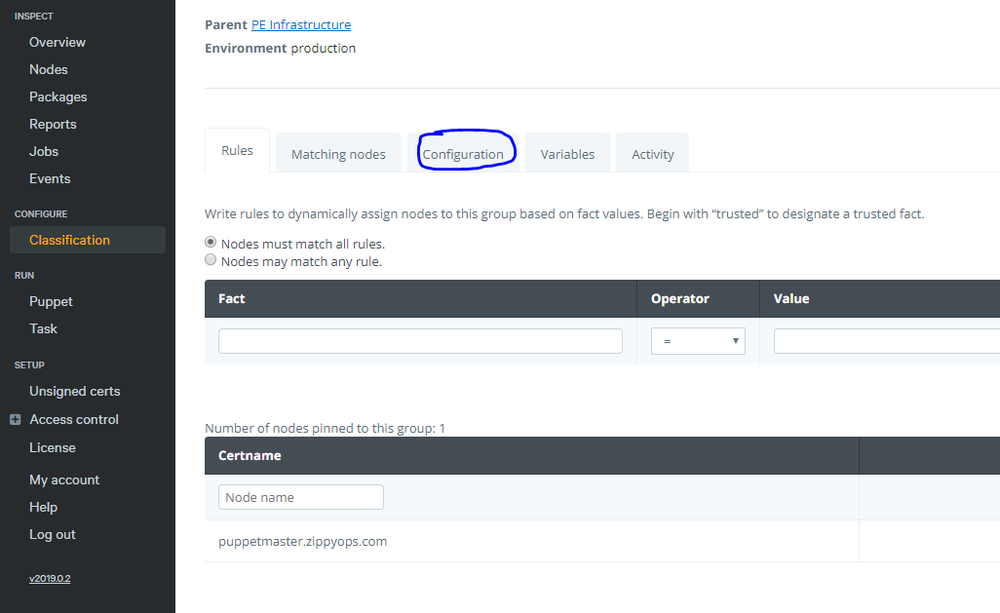 INSPECT
Overview
Nodes
Packages
Reports
Jobs
Events
CONFIGURE
Classification
RUN
Puppet
Task
SETUP
Unsigned certs
Access control
License
My account
Help
Log out
v2019.0.2
Parent PE Infrastructure
Environment production
Rules Matching nodes Configuration Variables Activity
Write rules to dynamically assign nodes to this group based on fact values. Begin with “trusted” to designate a trusted fact.
Nodes must match all rules.
Nodes may match any rule.
Fact Operator Value
=
Number of nodes pinned to this group: 1
Certname
Node name
puppetmaster.zippyops.com